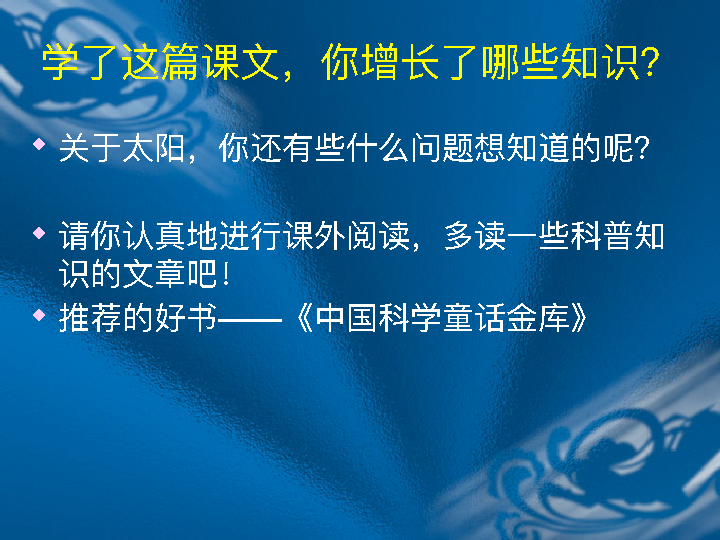 学了这篇课文，你增长了哪些知识？
关于太阳，你还有些什么问题想知道的呢？
请你认真地进行课外阅读，多读一些科普知
识的文章吧！
推荐的好书——《中国科学童话金库》